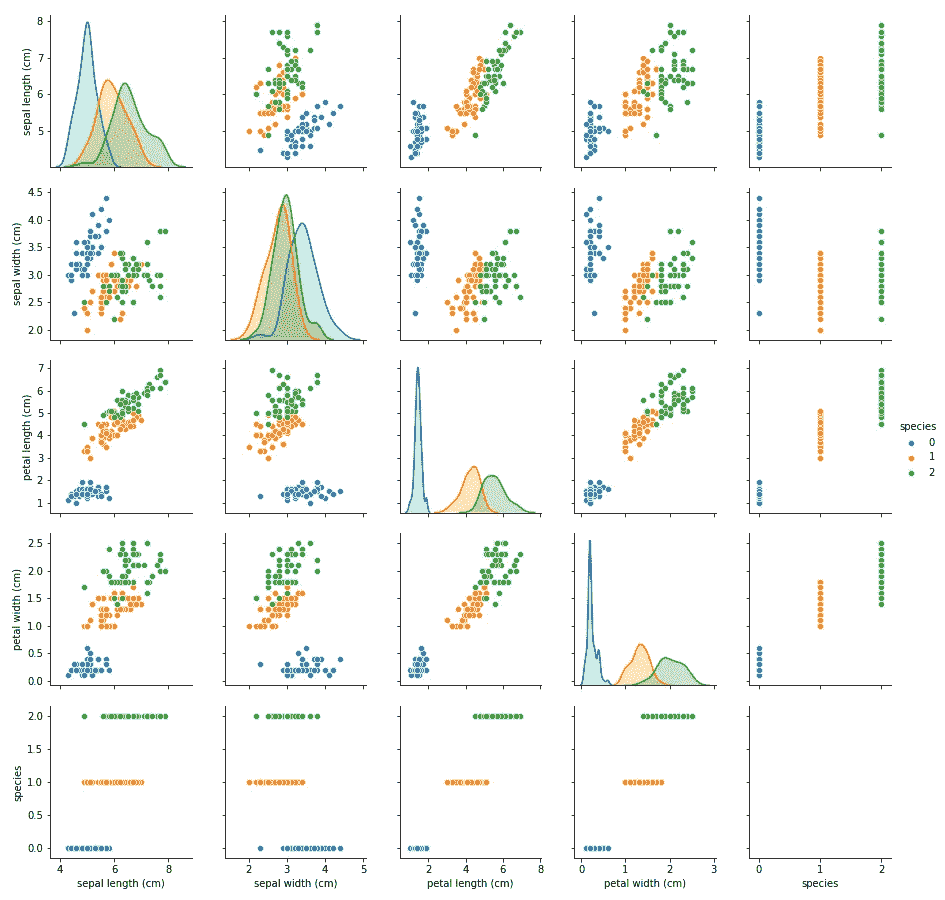 8
7
6
5
sepal length (cm)
4.5
4.0
3.5
3.0
2.5
2.0
sepal width (cm)
7
6
5
4
3
2
1
petal length (cm)
species
0
1
2
2.5
2.0
1.5
1.0
0.5
0.0
petal width (cm)
2.0
1.5
1.0
0.5
0.0
species
4 6 8
2 3 4 5
2 4 6 8
0 1 2 3
0 1 2
sepal length (cm)
sepal width (cm)
petal length (cm)
petal width (cm)
species